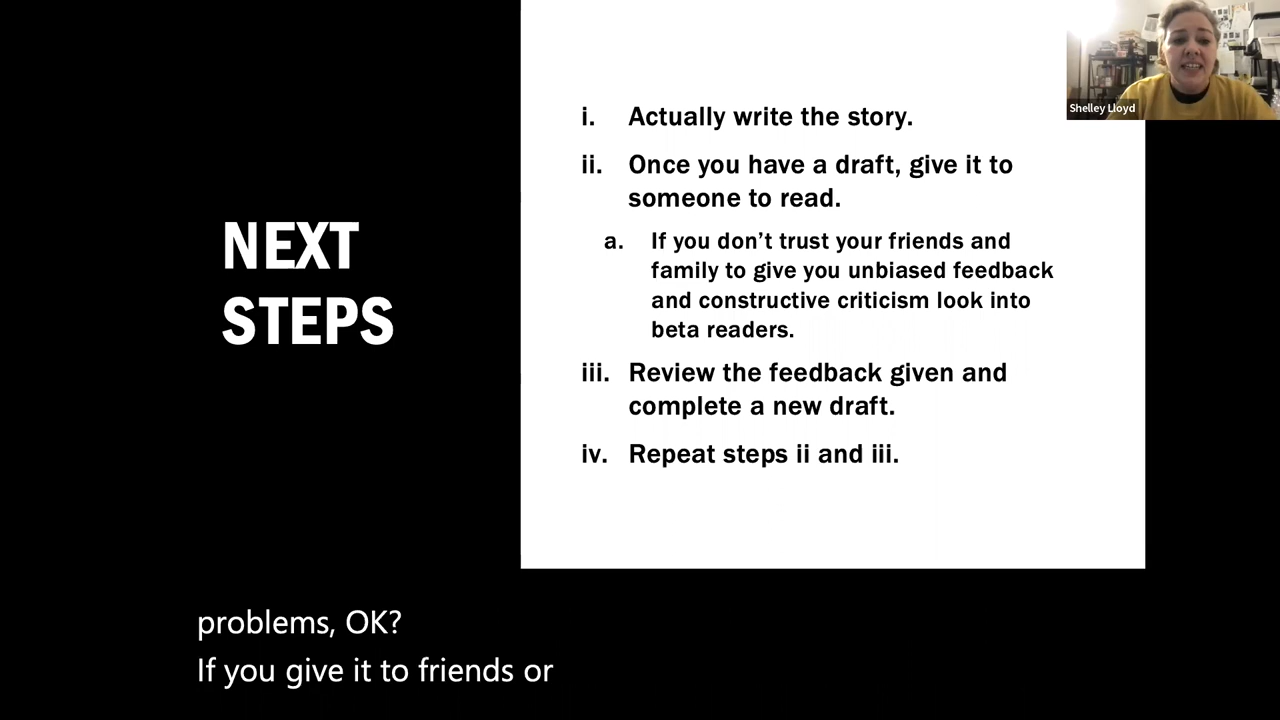 NEXT
STEPS
i. Actually write the story.
ii. Once you have a draft, give it to
someone to read.
a. If you don’t trust your friends and
family to give you unbiased feedback
and constructive criticism look into
beta readers.
iii. Review the feedback given and
complete a new draft.
iv. Repeat steps ii and iii.
Shelley Lloyd
problems, OK?
If you give it to friends or